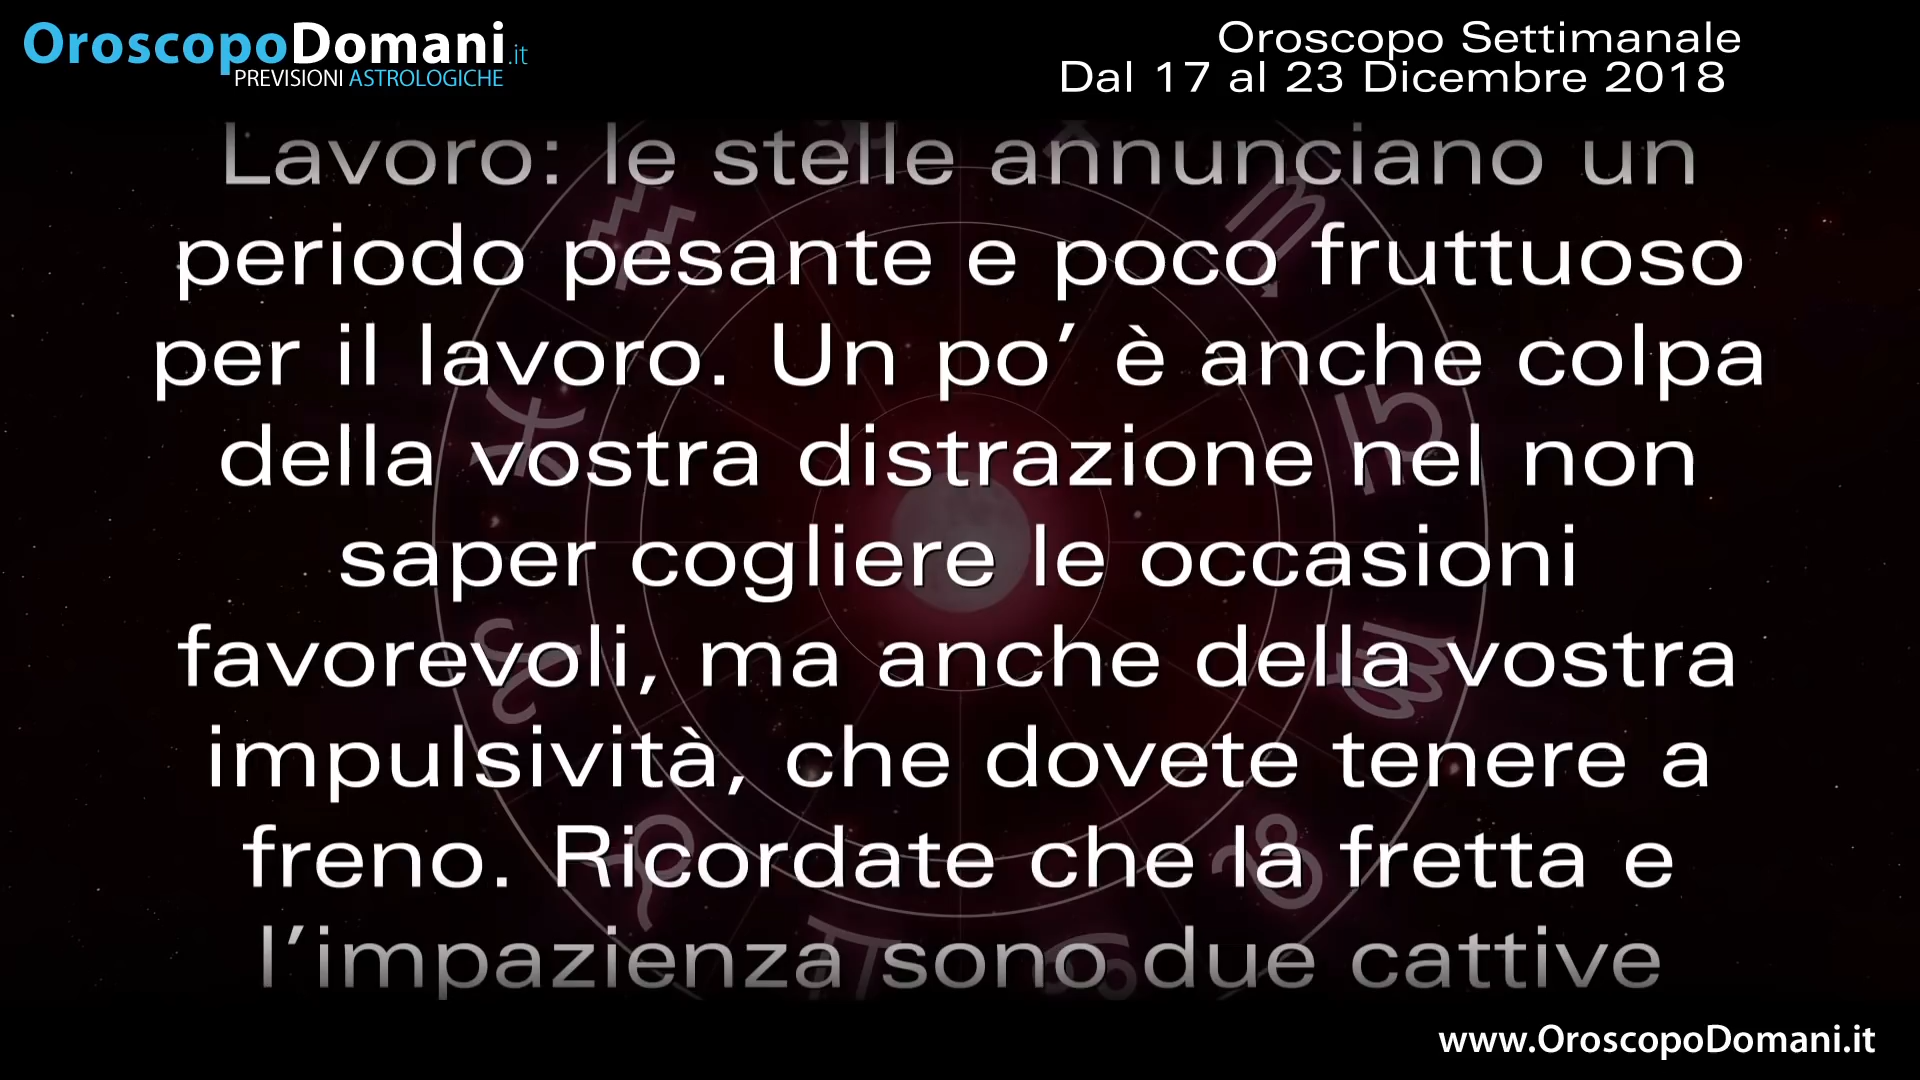 OroscopoDomani.it
PREVISIONI ASTROLOGICHE
Oroscopo Settimanale
Dal 17 al 23 Dicembre 2018
Lavoro: le stelle annunciano un
periodo pesante e poco fruttuoso
per il lavoro. Un po’ è anche colpa
della vostra distrazione nel non
saper cogliere le occasioni
favorevoli, ma anche della vostra
impulsività, che dovete tenere a
freno. Ricordate che la fretta e
l’impazienza sono due cattive
www.OroscopoDomani.it